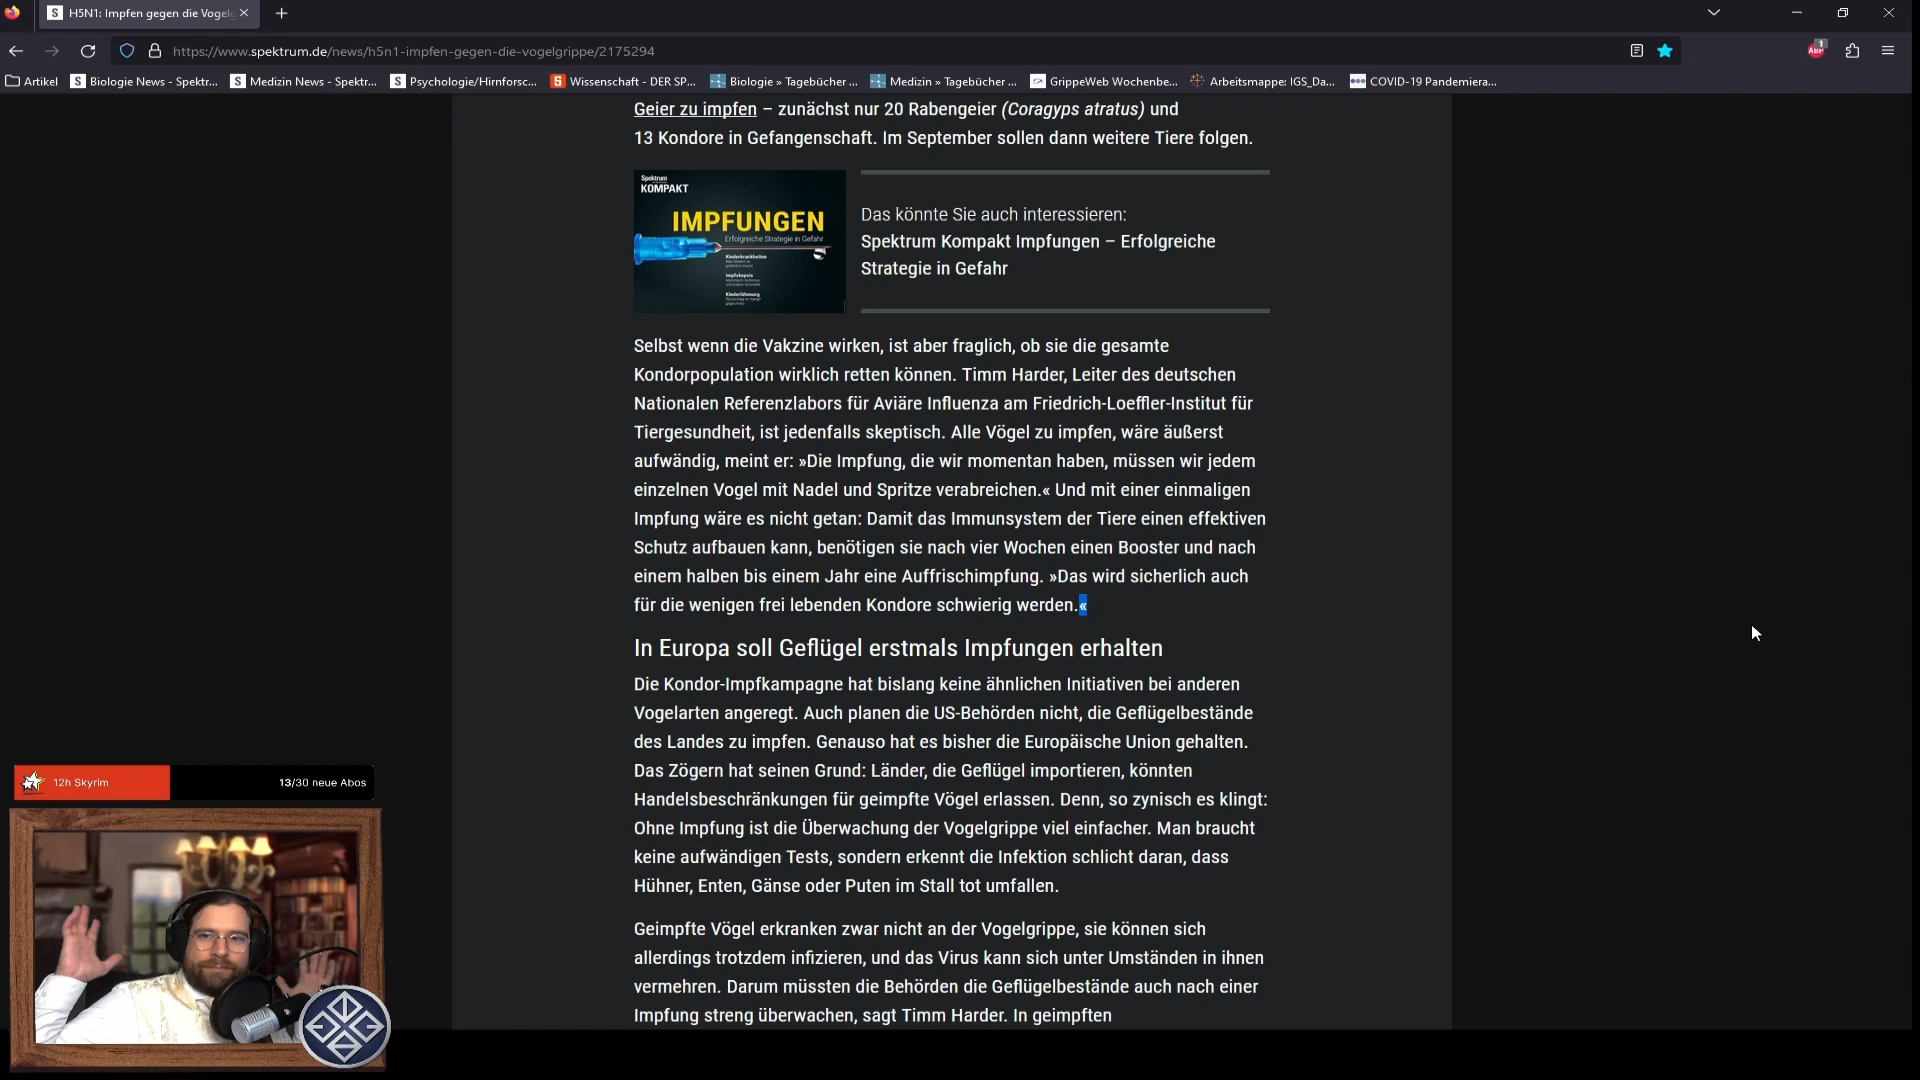 H5N1: Impfen gegen die Vogelg
https://www.spektrum.de/news/h5n1-impfen-gegen-die-vogelgrippe/2175294
1
Artikel
Biologie News - Spektr...
Medizin News - Spektr...
Psychologie/Hirnforsc...
Wissenschaft - DER SP...
Biologie » Tagebücher ...
Medizin » Tagebücher ...
GrippeWeb Wochenbe...
Arbeitsmappe: IGS_Da...
COVID-19 Pandemiera...
Geier zu impfen – zunächst nur 20 Rabengeier (Coragyps atratus) und
13 Kondore in Gefangenschaft. Im September sollen dann weitere Tiere folgen.
Spektrum
KOMPAKT
IMPFUNGEN
Erfolgreiche Strategie in Gefahr
Kinderkrankheiten
Impfskepsis
Das könnte Sie auch interessieren:
Spektrum Kompakt Impfungen – Erfolgreiche
Strategie in Gefahr
Selbst wenn die Vakzine wirken, ist aber fraglich, ob sie die gesamte
Kondorpopulation wirklich retten können. Timm Harder, Leiter des deutschen
Nationalen Referenzlabors für Aviäre Influenza am Friedrich-Loeffler-Institut für
Tiergesundheit, ist jedenfalls skeptisch. Alle Vögel zu impfen, wäre äußerst
aufwändig, meint er: »Die Impfung, die wir momentan haben, müssen wir jedem
einzelnen Vogel mit Nadel und Spritze verabreichen.« Und mit einer einmaligen
Impfung wäre es nicht getan: Damit das Immunsystem der Tiere einen effektiven
Schutz aufbauen kann, benötigen sie nach vier Wochen einen Booster und nach
einem halben bis einem Jahr eine Auffrischimpfung. »Das wird sicherlich auch
für die wenigen frei lebenden Kondore schwierig werden.«
In Europa soll Geflügel erstmals Impfungen erhalten
Die Kondor-Impfkampagne hat bislang keine ähnlichen Initiativen bei anderen
Vogelarten angeregt. Auch planen die US-Behörden nicht, die Geflügelbestände
des Landes zu impfen. Genauso hat es bisher die Europäische Union gehalten.
Das Zögern hat seinen Grund: Länder, die Geflügel importieren, könnten
Handelsbeschränkungen für geimpfte Vögel erlassen. Denn, so zynisch es klingt:
Ohne Impfung ist die Überwachung der Vogelgrippe viel einfacher. Man braucht
keine aufwändigen Tests, sondern erkennt die Infektion schlicht daran, dass
Hühner, Enten, Gänse oder Puten im Stall tot umfallen.
Geimpfte Vögel erkranken zwar nicht an der Vogelgrippe, sie können sich
allerdings trotzdem infizieren, und das Virus kann sich unter Umständen in ihnen
vermehren. Darum müssten die Behörden die Geflügelbestände auch nach einer
Impfung streng überwachen, sagt Timm Harder. In geimpften
12h Skyrim
13/30 neue Abos